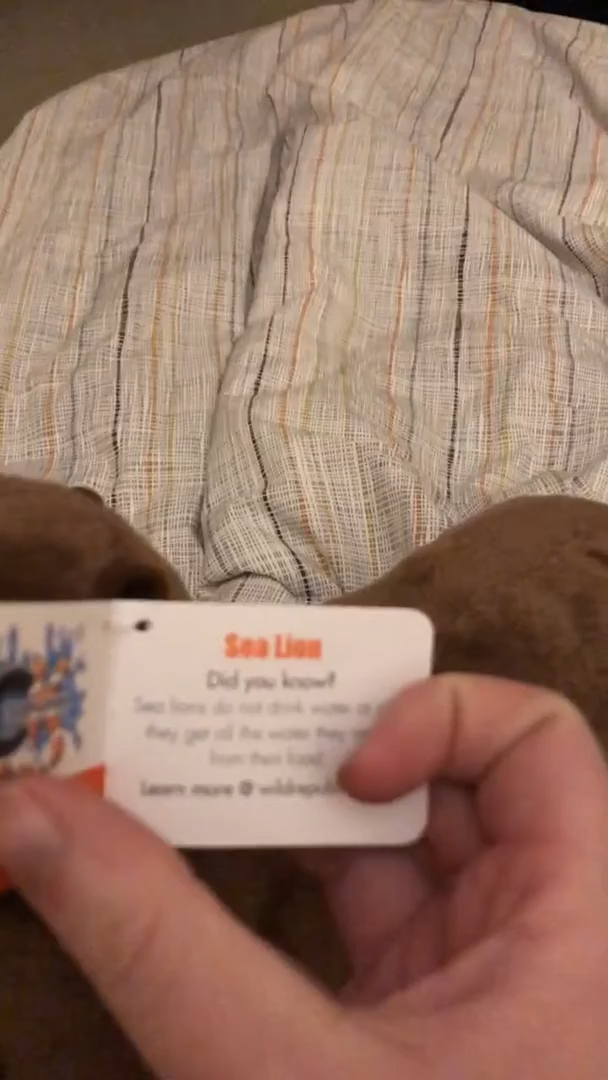 Sea Lion
Did you know?
Sea lions do not drink water
they get all the water they
from their food.
Learn more @ wildrepu